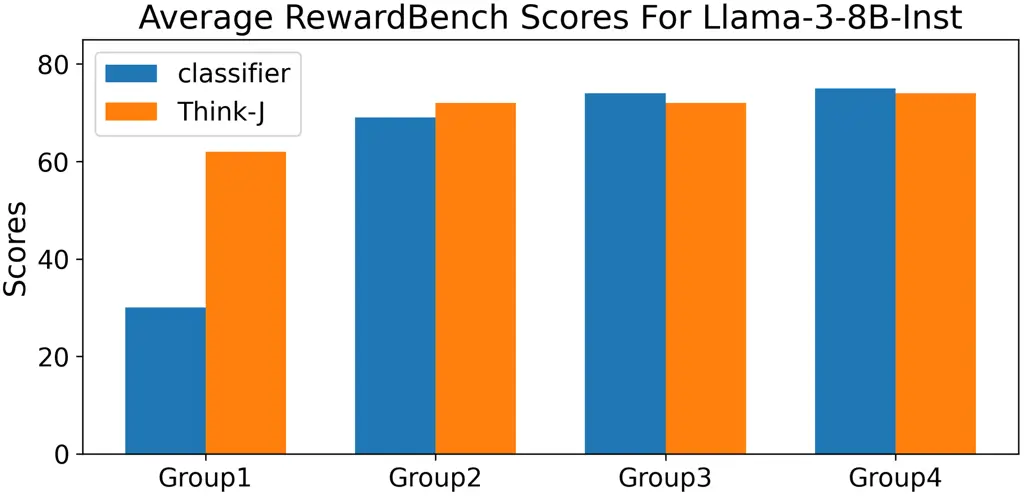 Average RewardBench Scores For Llama-3-8B-Inst
classifier
Think-J
Scores
80
60
40
20
0
Group1 Group2 Group3 Group4